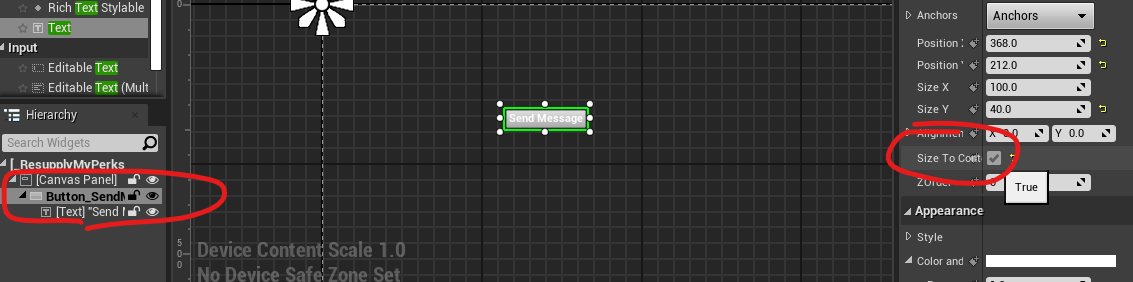 Rich Text Stylable
Text
Input
Editable Text
Editable Text (Mult
Hierarchy
Search Widgets
[_ResupplyMyPerks
[Canvas Panel]
Button_SendM
[Text] "Send M
0
Send Message
5
0
0
Device Content Scale 1.0
No Device Safe Zone Set
Anchors
Anchors
Position X
368.0
Position Y
212.0
Size X
100.0
Size Y
40.0
Alignmen
X 0.0
Y 0.0
Size To Cont
ZOrder
True
Appearance
Style
Color and